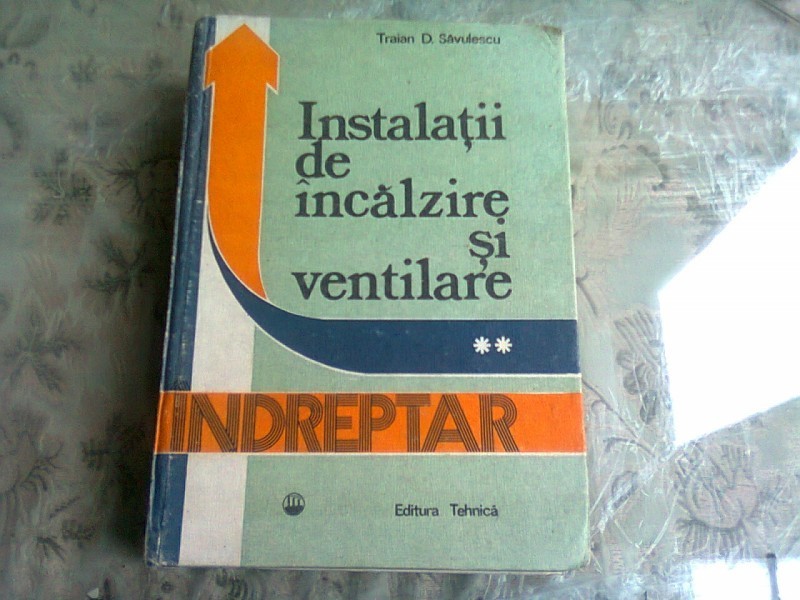 Traian D. Săvulescu
Instalații
de
încălzire
și
ventilare
**
INDREPTAR
Editura Tehnică